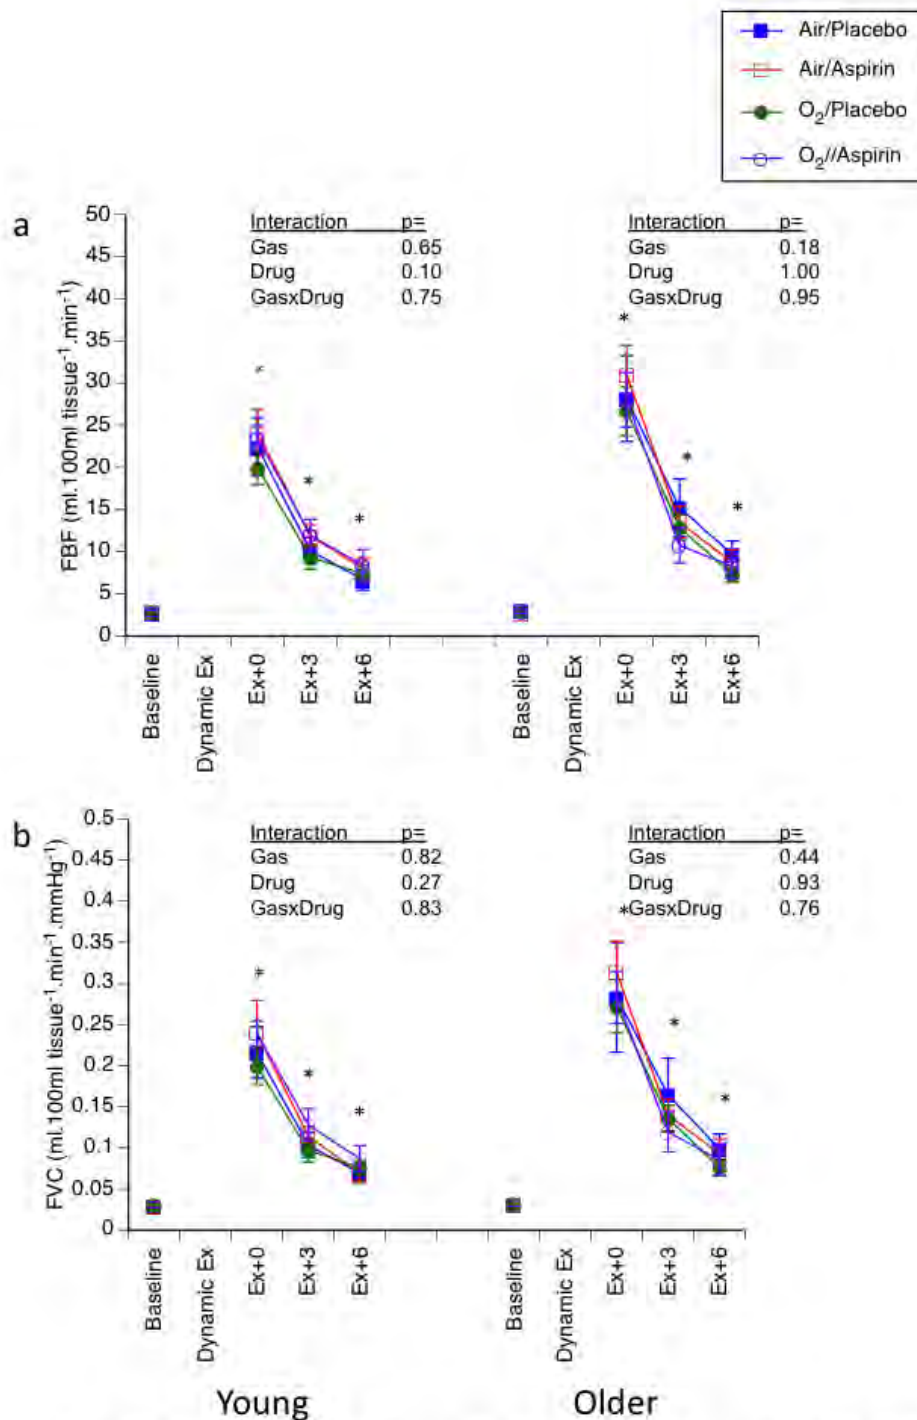 Air/Placebo
Air/Aspirin
O2/Placebo
O2//Aspirin
a
FBF (ml.100ml tissue-1.min-1)
50
45
40
35
30
25
20
15
10
5
0
Interaction p=
Gas 0.65
Drug 0.10
GasxDrug 0.75
Interaction p=
Gas 0.18
Drug 1.00
GasxDrug 0.95
*
*
*
*
*
*
Baseline
Dynamic Ex
Ex+0
Ex+3
Ex+6
Baseline
Dynamic Ex
Ex+0
Ex+3
Ex+6
b
FVC (ml.100ml tissue-1.min-1.mmHg-1)
0.5
0.45
0.4
0.35
0.3
0.25
0.2
0.15
0.1
0.05
0
Interaction p=
Gas 0.82
Drug 0.27
GasxDrug 0.83
Interaction p=
Gas 0.44
Drug 0.93
*GasxDrug 0.76
*
*
*
*
*
Baseline
Dynamic Ex
Ex+0
Ex+3
Ex+6
Baseline
Dynamic Ex
Ex+0
Ex+3
Ex+6
Young
Older